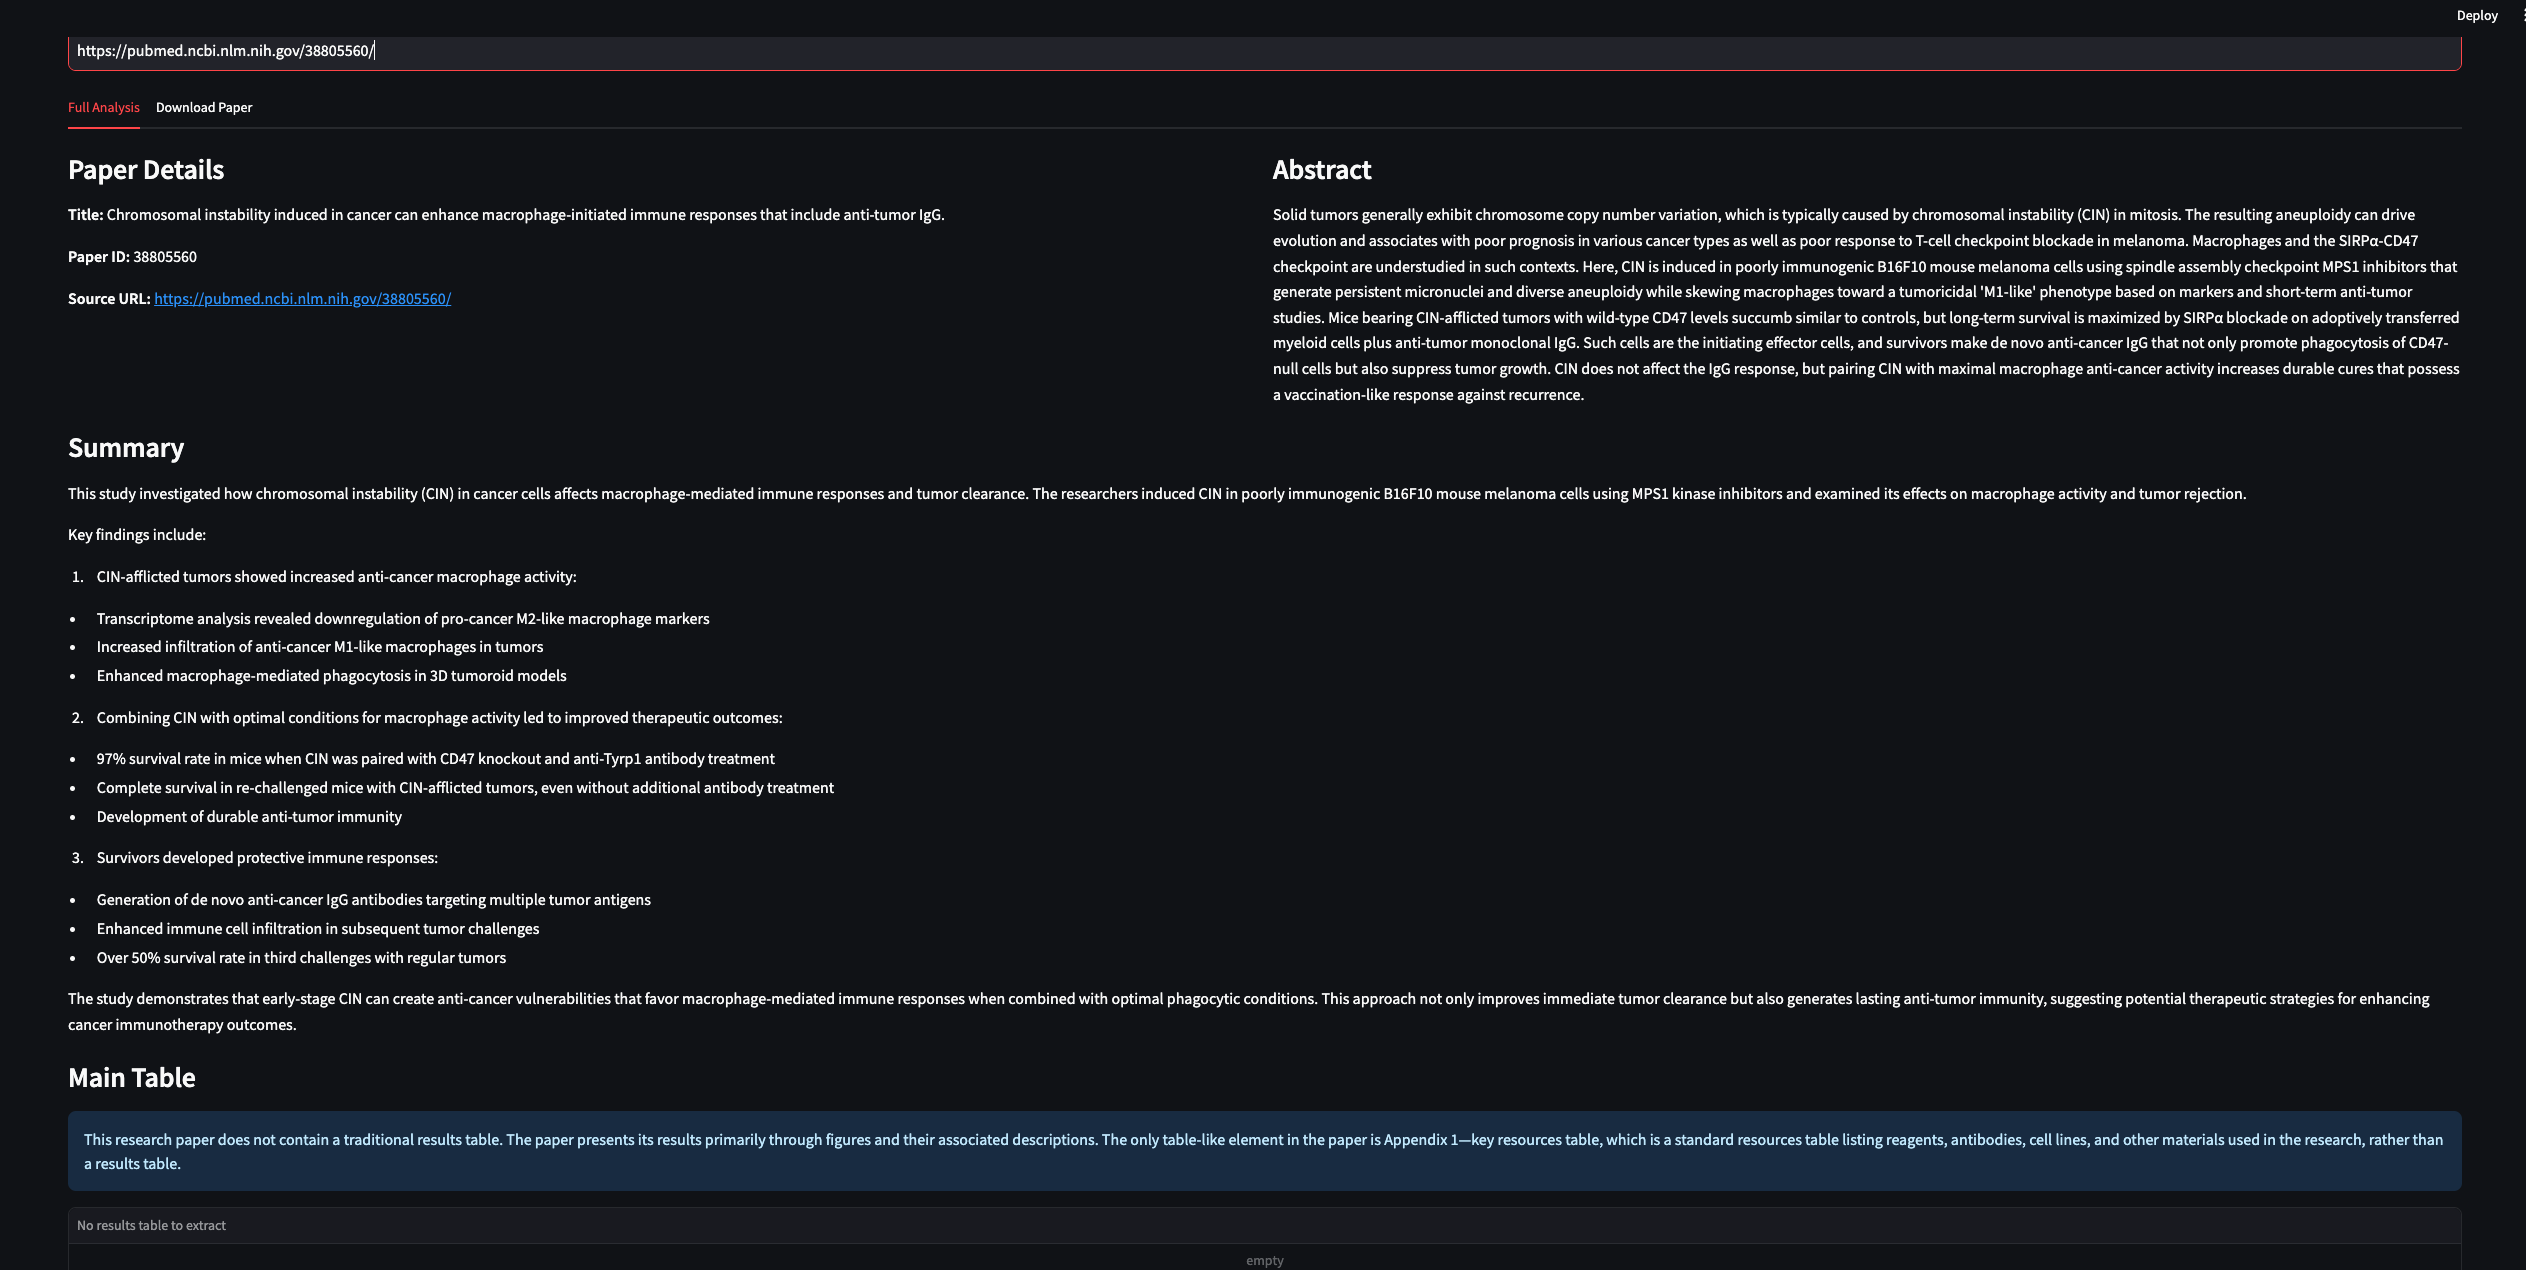 Deploy
https://pubmed.ncbi.nlm.nih.gov/38805560/
Full Analysis Download Paper
Paper Details
Title: Chromosomal instability induced in cancer can enhance macrophage-initiated immune responses that include anti-tumor IgG.
Paper ID: 38805560
Source URL: https://pubmed.ncbi.nlm.nih.gov/38805560/
Abstract
Solid tumors generally exhibit chromosome copy number variation, which is typically caused by chromosomal instability (CIN) in mitosis. The resulting aneuploidy can drive
evolution and associates with poor prognosis in various cancer types as well as poor response to T-cell checkpoint blockade in melanoma. Macrophages and the SIRPα-CD47
checkpoint are understudied in such contexts. Here, CIN is induced in poorly immunogenic B16F10 mouse melanoma cells using spindle assembly checkpoint MPS1 inhibitors that
generate persistent micronuclei and diverse aneuploidy while skewing macrophages toward a tumoricidal 'M1-like' phenotype based on markers and short-term anti-tumor
studies. Mice bearing CIN-afflicted tumors with wild-type CD47 levels succumb similar to controls, but long-term survival is maximized by SIRPα blockade on adoptively transferred
myeloid cells plus anti-tumor monoclonal IgG. Such cells are the initiating effector cells, and survivors make de novo anti-cancer IgG that not only promote phagocytosis of CD47-
null cells but also suppress tumor growth. CIN does not affect the IgG response, but pairing CIN with maximal macrophage anti-cancer activity increases durable cures that possess
a vaccination-like response against recurrence.
Summary
This study investigated how chromosomal instability (CIN) in cancer cells affects macrophage-mediated immune responses and tumor clearance. The researchers induced CIN in poorly immunogenic B16F10 mouse melanoma cells using MPS1 kinase inhibitors and examined its effects on macrophage activity and tumor rejection.
Key findings include:
1. CIN-afflicted tumors showed increased anti-cancer macrophage activity:
• Transcriptome analysis revealed downregulation of pro-cancer M2-like macrophage markers
• Increased infiltration of anti-cancer M1-like macrophages in tumors
• Enhanced macrophage-mediated phagocytosis in 3D tumoroid models
2. Combining CIN with optimal conditions for macrophage activity led to improved therapeutic outcomes:
• 97% survival rate in mice when CIN was paired with CD47 knockout and anti-Tyrp1 antibody treatment
• Complete survival in re-challenged mice with CIN-afflicted tumors, even without additional antibody treatment
• Development of durable anti-tumor immunity
3. Survivors developed protective immune responses:
• Generation of de novo anti-cancer IgG antibodies targeting multiple tumor antigens
• Enhanced immune cell infiltration in subsequent tumor challenges
• Over 50% survival rate in third challenges with regular tumors
The study demonstrates that early-stage CIN can create anti-cancer vulnerabilities that favor macrophage-mediated immune responses when combined with optimal phagocytic conditions. This approach not only improves immediate tumor clearance but also generates lasting anti-tumor immunity, suggesting potential therapeutic strategies for enhancing
cancer immunotherapy outcomes.
Main Table
This research paper does not contain a traditional results table. The paper presents its results primarily through figures and their associated descriptions. The only table-like element in the paper is Appendix 1—key resources table, which is a standard resources table listing reagents, antibodies, cell lines, and other materials used in the research, rather than
a results table.
No results table to extract
empty